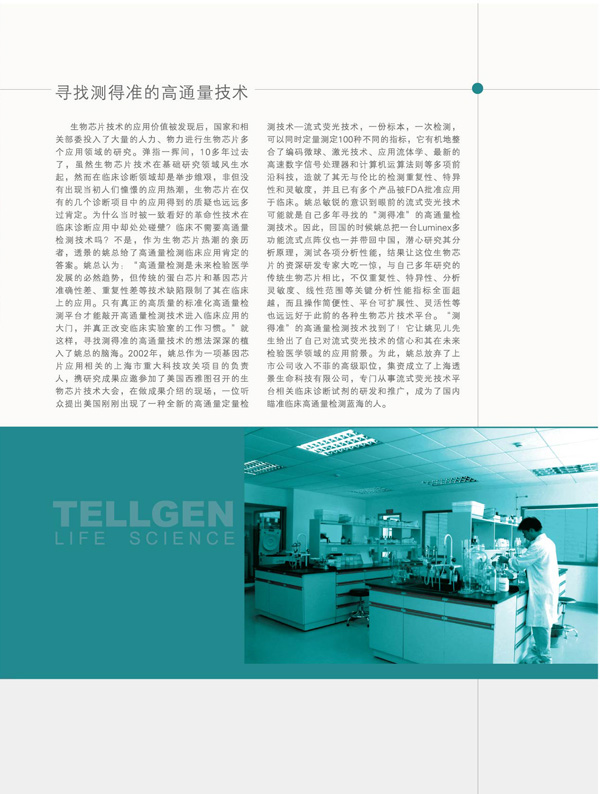 寻找测得准的高通量技术
生物芯片技术的应用价值被发现后，国家和相
关部委投入了大量的人力、物力进行生物芯片多
个应用领域的研究。弹指一挥间，10多年过去
了，虽然生物芯片技术在基础研究领域风生水
起，然而在临床诊断领域却是举步维艰，非但没
有出现当初人们憧憬的应用热潮，生物芯片在仅
有的几个诊断项目中的应用得到的质疑也远远多
过肯定。为什么当时被一致看好的革命性技术在
临床诊断应用中却处处碰壁？临床不需要高通量
检测技术吗？不是，作为生物芯片热潮的亲历
者，透景的姚总给了高通量检测临床应用肯定的
答案。姚总认为：“高通量检测是未来检验医学
发展的必然趋势，但传统的蛋白芯片和基因芯片
准确性差、重复性差等技术缺陷限制了其在临床
上的应用。只有真正的高质量的标准化高通量检
测平台才能敲开高通量检测技术进入临床应用的
大门，并真正改变临床实验室的工作习惯。”就
这样，寻找测得准的高通量技术的想法深深的植
入了姚总的脑海。2002年，姚总作为一项基因芯
片应用相关的上海市重大科技攻关项目的负责
人，携研究成果应邀参加了美国西雅图召开的生
物芯片技术大会，在做成果介绍的现场，一位听
众提出美国刚刚出现了一种全新的高通量定量检
测技术—流式荧光技术，一份标本，一次检测，
可以同时定量测定100种不同的指标，它有机地整
合了编码微球、激光技术、应用流体学、最新的
高速数字信号处理器和计算机运算法则等多项前
沿科技，造就了其无与伦比的检测重复性、特异
性和灵敏度，并且已有多个产品被FDA批准应用
于临床。姚总敏锐的意识到眼前的流式荧光技术
可能就是自己多年寻找的“测得准”的高通量检
测技术。因此，回国的时候姚总把一台Luminex多
功能流式点阵仪也一并带回中国，潜心研究其分
析原理，测试各项分析性能，结果让这位生物芯
片的资深研发专家大吃一惊，与自己多年研究的
传统生物芯片相比，不仅重复性、特异性、分析
灵敏度、线性范围等关键分析性能指标全面超
越，而且操作简便性、平台可扩展性、灵活性等
也远远好于此前的各种生物芯片技术平台。“测
得准”的高通量检测技术找到了！它让姚见儿先
生给出了自己对流式荧光技术的信心和其在未来
检验医学领域的应用前景。为此，姚总放弃了上
市公司收入不菲的高级职位，集资成立了上海透
景生命科技有限公司，专门从事流式荧光技术平
台相关临床诊断试剂的研发和推广，成为了国内
瞄准临床高通量检测蓝海的人。
TELLGEN
LIFE SCIENCE